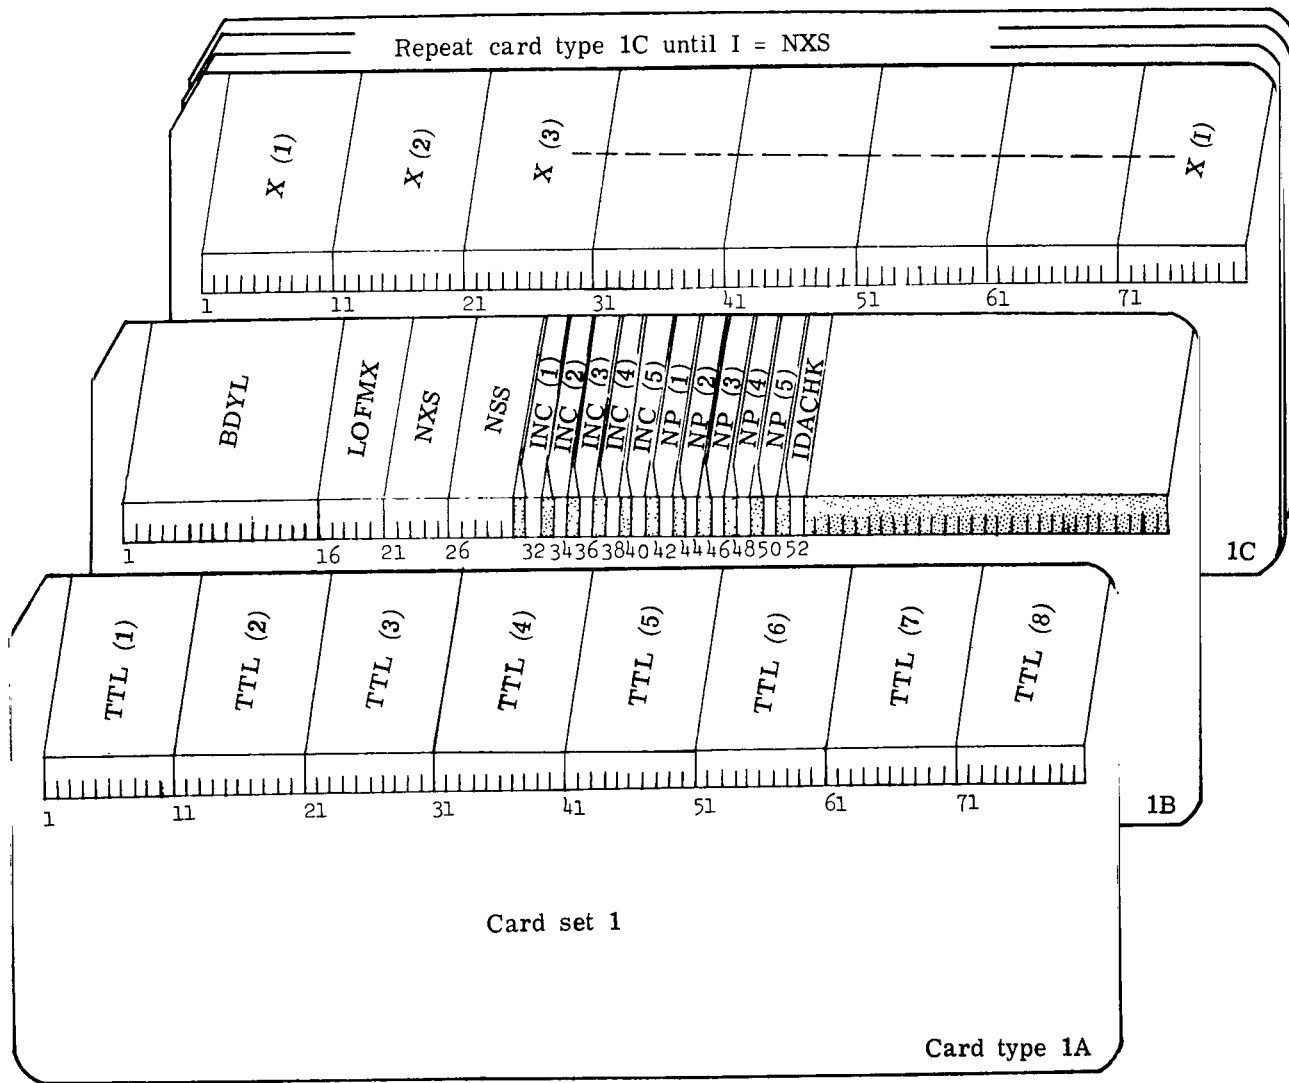 Repeat card type 1C until I = NXS
X (1) X (2) X (3) X (I)
1 11 21 31 41 51 61 71
BDYL LOFMX NXS NSS INC (1) INC (2) INC (3) INC (4) INC (5) NP (1) NP (2) NP (3) NP (4) NP (5) IDACHK
1 16 21 26 32 34 36 38 40 42 44 46 48 50 52
1C
TTL (1) TTL (2) TTL (3) TTL (4) TTL (5) TTL (6) TTL (7) TTL (8)
1 11 21 31 41 51 61 71
1B
Card set 1
Card type 1A